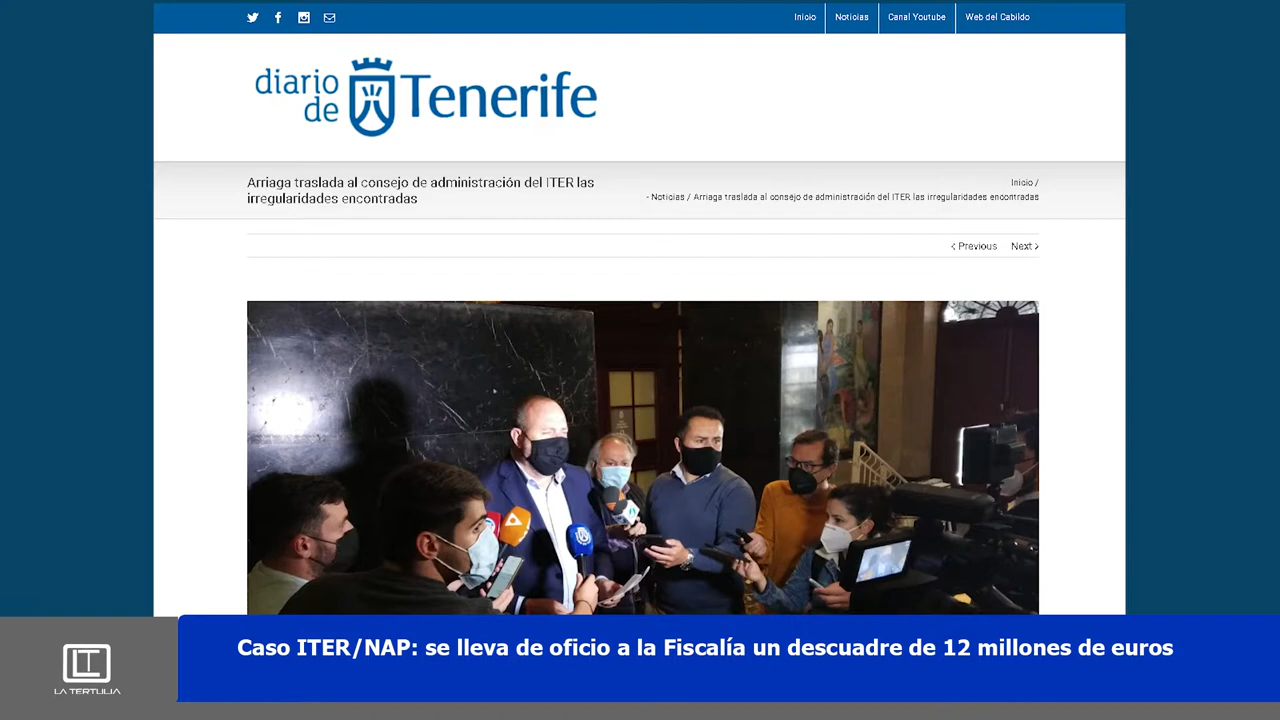 Inicio
Noticias
Canal Youtube
Web del Cabildo
diario
de
Tenerife
Arriaga traslada al consejo de administración del ITER las
irregularidades encontradas
Inicio /
- Noticias / Arriaga traslada al consejo de administración del ITER las irregularidades encontradas
Previous
Next
Caso ITER/NAP: se lleva de oficio a la Fiscalía un descuadre de 12 millones de euros
LT
LA TERTULIA